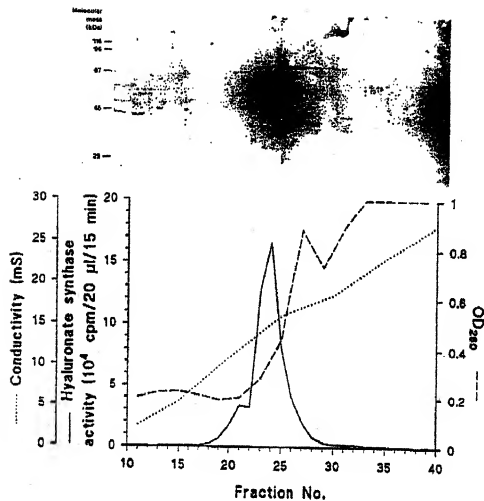 Molecular
mass
(kDa)
116
94
67
45
29
Conductivity (mS)
30
25
20
15
10
5
0
Hyaluronate synthase
activity (10⁴ cpm/20 µl/15 min)
20
15
10
5
0
1
0.8
0.6
0.4
0.2
0
OD₂₈₀
10 15 20 25 30 35 40
Fraction No.